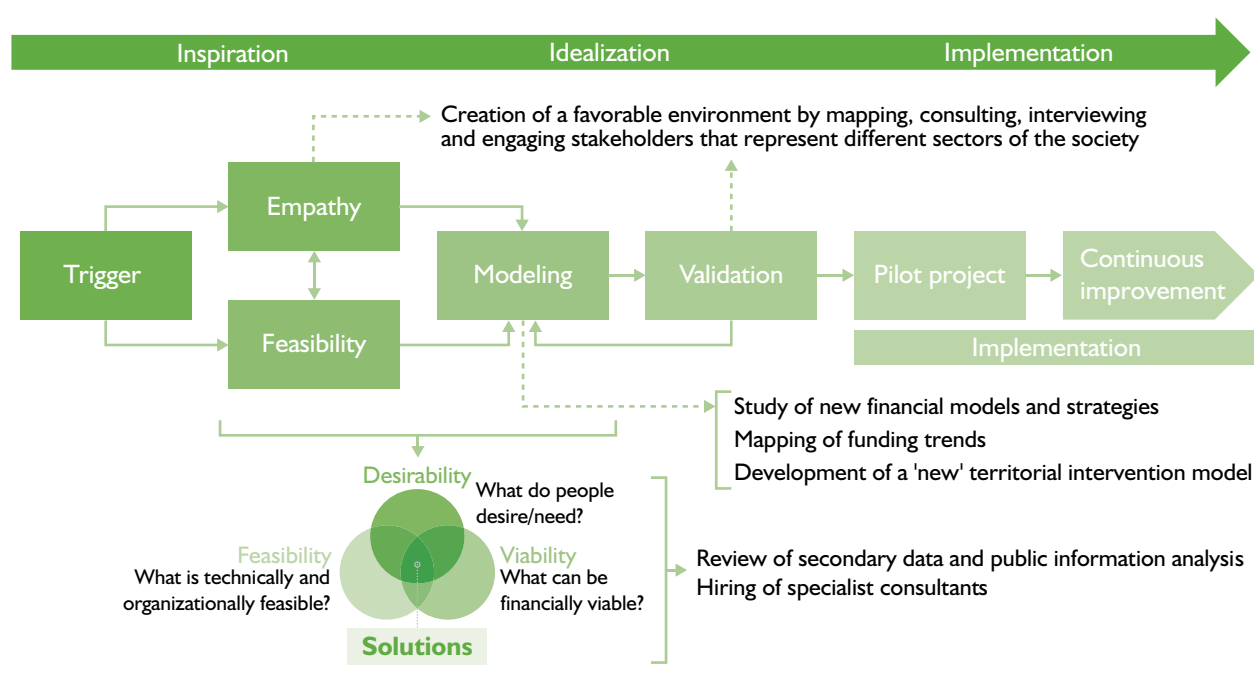 Inspiration
Idealization
Implementation
Creation of a favorable environment by mapping, consulting, interviewing
and engaging stakeholders that represent different sectors of the society
Empathy
Trigger
Modeling
Validation
Pilot project
Continuous
improvement
Feasibility
Implementation
Study of new financial models and strategies
Mapping of funding trends
Development of a 'new' territorial intervention model
Desirability
What do people
desire/need?
Feasibility
What is technically and
organizationally feasible?
Viability
What can be
financially viable?
Review of secondary data and public information analysis
Hiring of specialist consultants
Solutions